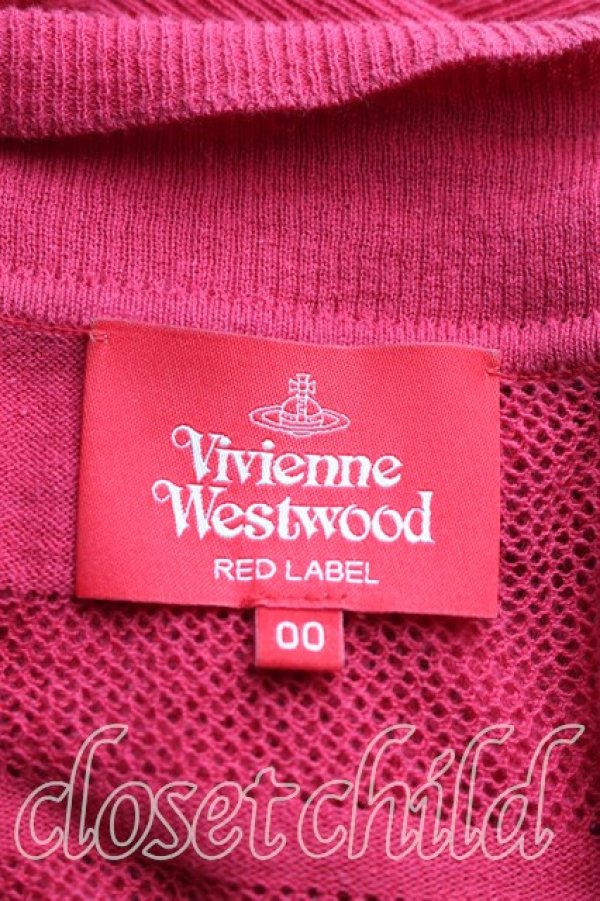 Vivienne
Westwood
RED LABEL
00
closet child